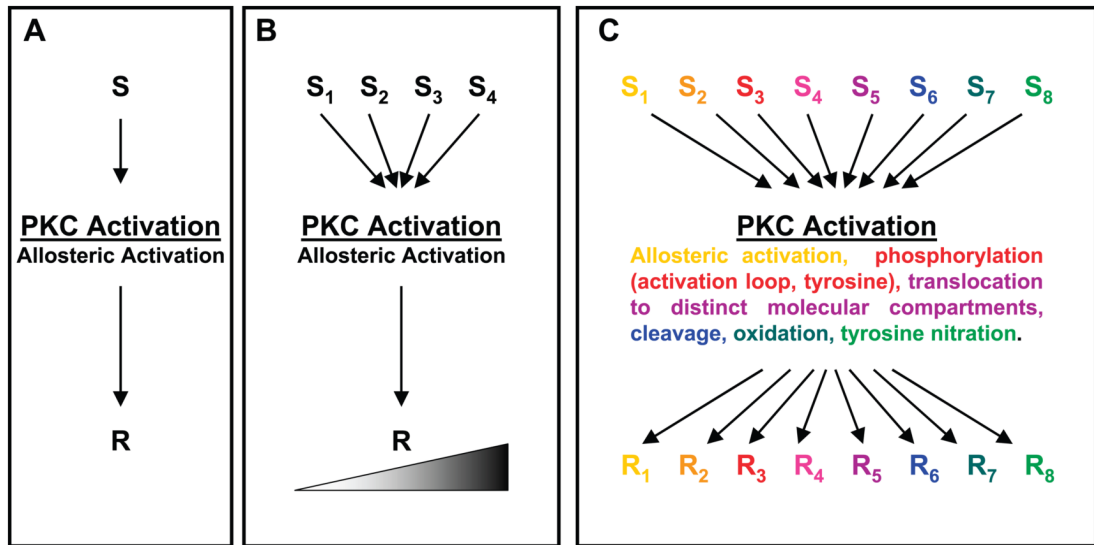 A
S
PKC Activation
Allosteric Activation
R
B
S1 S2 S3 S4
PKC Activation
Allosteric Activation
R
C
S1 S2 S3 S4 S5 S6 S7 S8
PKC Activation
Allosteric activation, phosphorylation
(activation loop, tyrosine), translocation
to distinct molecular compartments,
cleavage, oxidation, tyrosine nitration.
R1 R2 R3 R4 R5 R6 R7 R8